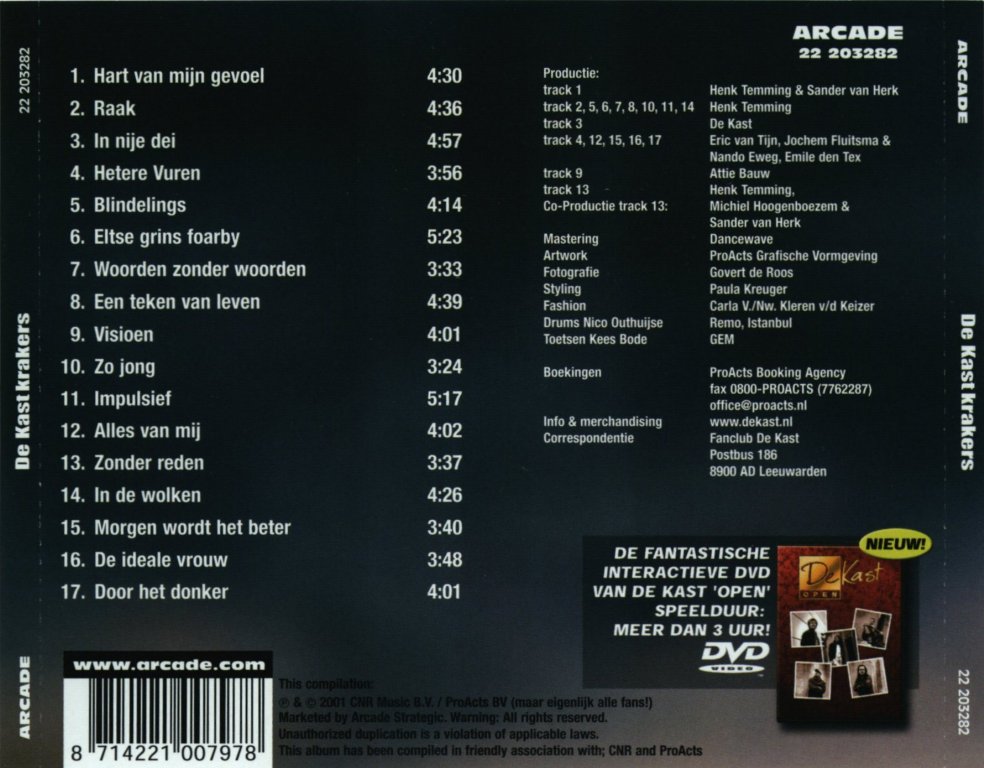 22 203282
De Kast krakers
ARCADE
1. Hart van mijn gevoel 4:30
2. Raak 4:36
3. In nije dei 4:57
4. Hetere Vuren 3:56
5. Blindelings 4:14
6. Eltse grins foarby 5:23
7. Woorden zonder woorden 3:33
8. Een teken van leven 4:39
9. Visioen 4:01
10. Zo jong 3:24
11. Impulsief 5:17
12. Alles van mij 4:02
13. Zonder reden 3:37
14. In de wolken 4:26
15. Morgen wordt het beter 3:40
16. De ideale vrouw 3:48
17. Door het donker 4:01
ARCADE
22 203282
Productie:
track 1 Henk Temming & Sander van Herk
track 2, 5, 6, 7, 8, 10, 11, 14 Henk Temming
track 3 De Kast
track 4, 12, 15, 16, 17 Eric van Tijn, Jochem Fluitsma &
Nando Eweg, Emile den Tex
track 9 Attie Bauw
track 13 Henk Temming,
Co-Productie track 13: Michiel Hoogenboezem &
Sander van Herk
Mastering Dancewave
Artwork ProActs Grafische Vormgeving
Fotografie Govert de Roos
Styling Paula Kreuger
Fashion Carla V./Nw. Kleren v/d Keizer
Drums Nico Outhuijse Remo, Istanbul
Toetsen Kees Bode GEM
Boekingen ProActs Booking Agency
fax 0800-PROACTS (7762287)
office@proacts.nl
Info & merchandising www.dekast.nl
Correspondentie Fanclub De Kast
Postbus 186
8900 AD Leeuwarden
DE FANTASTISCHE
INTERACTIEVE DVD
VAN DE KAST 'OPEN'
SPEELDUUR:
MEER DAN 3 UUR!
DVD
VIDEO
NIEUW!
De Kast
OPEN
www.arcade.com
8 714221 007978
This compilation:
℗ & © 2001 CNR Music B.V. / ProActs BV (maar eigenlijk alle fans!)
Marketed by Arcade Strategic. Warning: All rights reserved.
Unauthorized duplication is a violation of applicable laws.
This album has been compiled in friendly association with; CNR and ProActs
ARCADE
De Kast krakers
22 203282